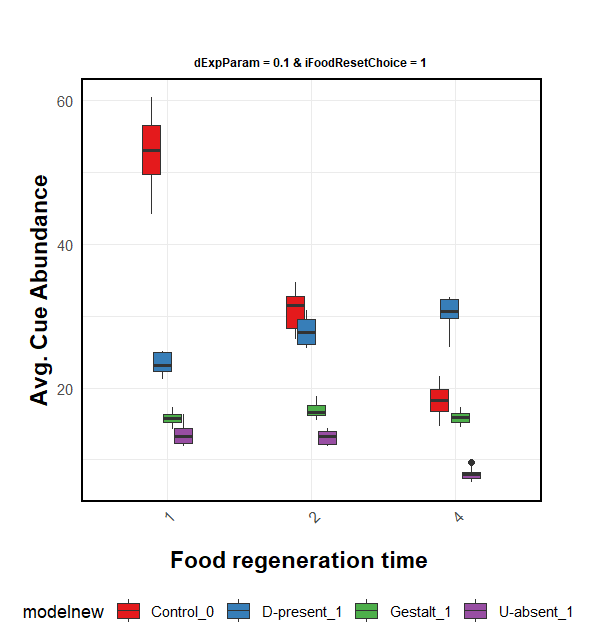 dExpParam = 0.1 & iFoodResetChoice = 1
Avg. Cue Abundance
60
40
20
1
2
4
Food regeneration time
modelnew Control_0 D-present_1 Gestalt_1 U-absent_1